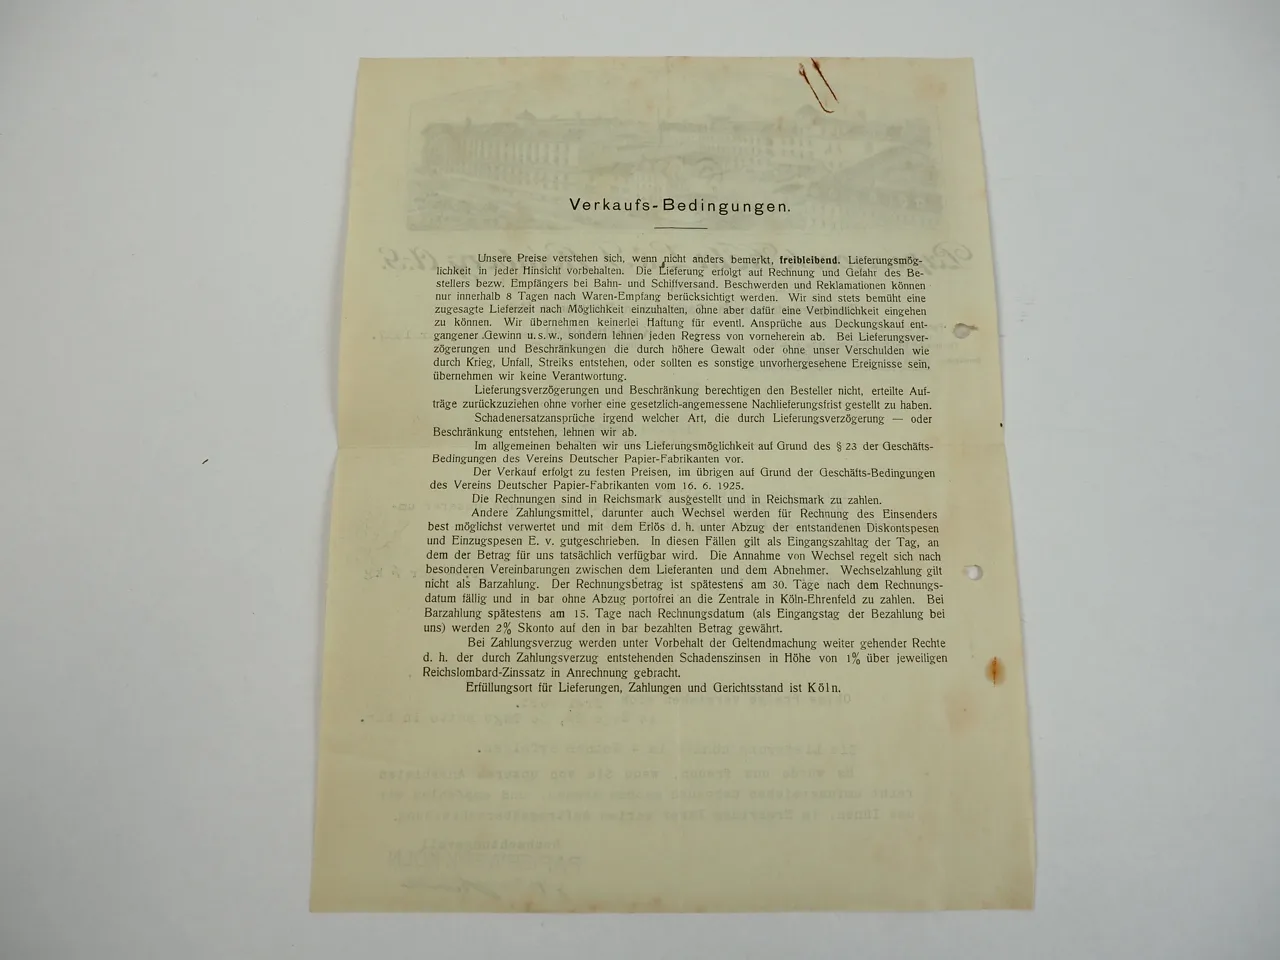 Verkaufs-Bedingungen.
Unsere Preise verstehen sich, wenn nicht anders bemerkt, freibleibend. Lieferungsmög-
lichkeit in jeder Hinsicht vorbehalten. Die Lieferung erfolgt auf Rechnung und Gefahr des Be-
stellers bezw. Empfängers bei Bahn- und Schiffversand. Beschwerden und Reklamationen können
nur innerhalb 8 Tagen nach Waren-Empfang berücksichtigt werden. Wir sind stets bemüht eine
zugesagte Lieferzeit nach Möglichkeit einzuhalten, ohne aber dafür eine Verbindlichkeit eingehen
zu können. Wir übernehmen keinerlei Haftung für eventl. Ansprüche aus Deckungskauf ent-
gangener Gewinn u. s. w., sondern lehnen jeden Regress von vorneherein ab. Bei Lieferungsver-
zögerungen und Beschränkungen die durch höhere Gewalt oder ohne unser Verschulden wie
durch Krieg, Unfall, Streiks entstehen, oder sollten es sonstige unvorhergesehene Ereignisse sein,
übernehmen wir keine Verantwortung.
Lieferungsverzögerungen und Beschränkung berechtigen den Besteller nicht, erteilte Auf-
träge zurückzuziehen ohne vorher eine gesetzlich-angemessene Nachlieferungsfrist gestellt zu haben.
Schadenersatzansprüche irgend welcher Art, die durch Lieferungsverzögerung — oder
Beschränkung entstehen, lehnen wir ab.
Im allgemeinen behalten wir uns Lieferungsmöglichkeit auf Grund des § 23 der Geschäfts-
Bedingungen des Vereins Deutscher Papier-Fabrikanten vor.
Der Verkauf erfolgt zu festen Preisen, im übrigen auf Grund der Geschäfts-Bedingungen
des Vereins Deutscher Papier-Fabrikanten vom 16. 6. 1925.
Die Rechnungen sind in Reichsmark ausgestellt und in Reichsmark zu zahlen.
Andere Zahlungsmittel, darunter auch Wechsel werden für Rechnung des Einsenders
best möglichst verwertet und mit dem Erlös d. h. unter Abzug der entstandenen Diskontspesen
und Einzugspesen E. v. gutgeschrieben. In diesen Fällen gilt als Eingangszahltag der Tag, an
dem der Betrag für uns tatsächlich verfügbar wird. Die Annahme von Wechsel regelt sich nach
besonderen Vereinbarungen zwischen dem Lieferanten und dem Abnehmer. Wechselzahlung gilt
nicht als Barzahlung. Der Rechnungsbetrag ist spätestens am 30. Tage nach dem Rechnungs-
datum fällig und in bar ohne Abzug portofrei an die Zentrale in Köln-Ehrenfeld zu zahlen. Bei
Barzahlung spätestens am 15. Tage nach Rechnungsdatum (als Eingangstag der Bezahlung bei
uns) werden 2% Skonto auf den in bar bezahlten Betrag gewährt.
Bei Zahlungsverzug werden unter Vorbehalt der Geltendmachung weiter gehender Rechte
d. h. der durch Zahlungsverzug entstehenden Schadenszinsen in Höhe von 1% über jeweiligen
Reichslombard-Zinssatz in Anrechnung gebracht.
Erfüllungsort für Lieferungen, Zahlungen und Gerichtsstand ist Köln.